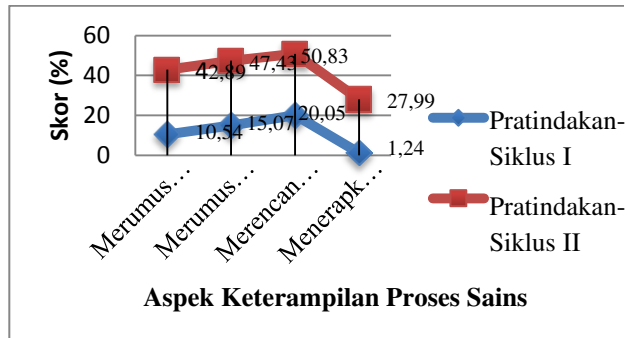 Skor (%)
60
40
20
0
42,89
47,43
50,83
27,99
10,54
15,07
20,05
1,24
Merumus…
Merumus…
Merencan…
Menerapk…
Aspek Keterampilan Proses Sains
Pratindakan-
Siklus I
Pratindakan-
Siklus II